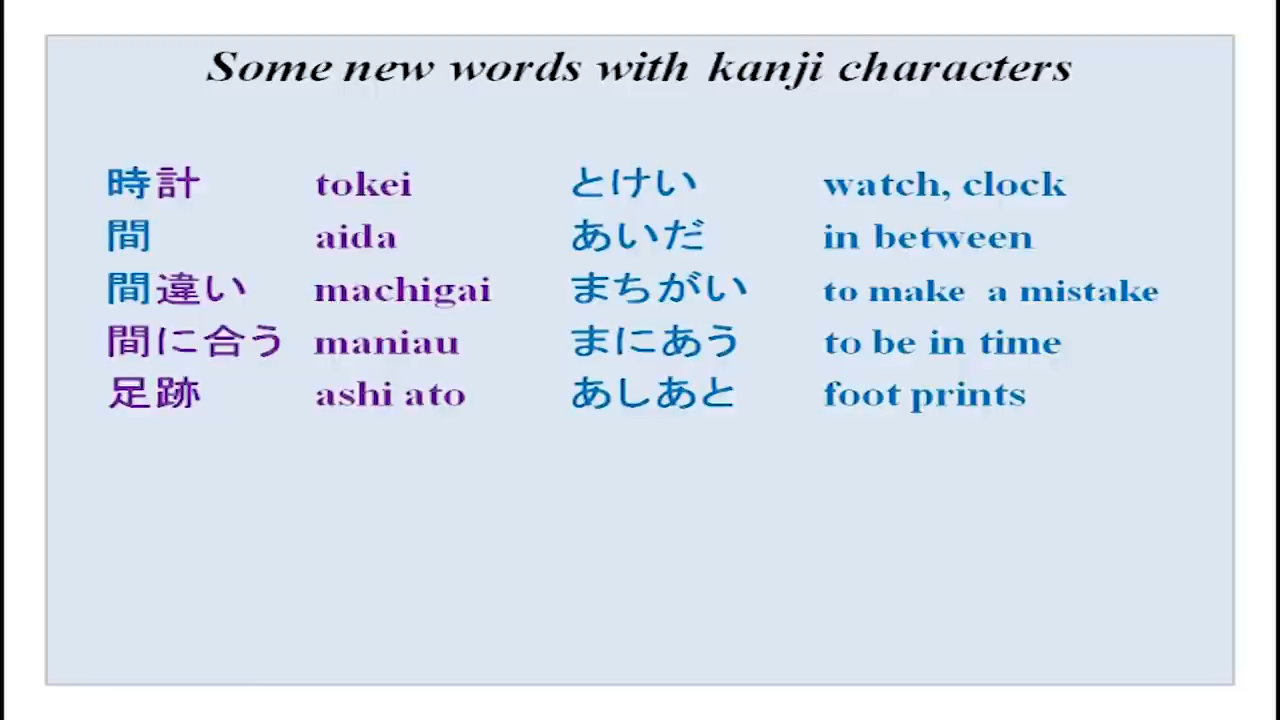 Some new words with kanji characters
時計 tokei とけい watch, clock
間 aida あいだ in between
間違い machigai まちがい to make a mistake
間に合う maniau まにあう to be in time
足跡 ashi ato あしあと foot prints